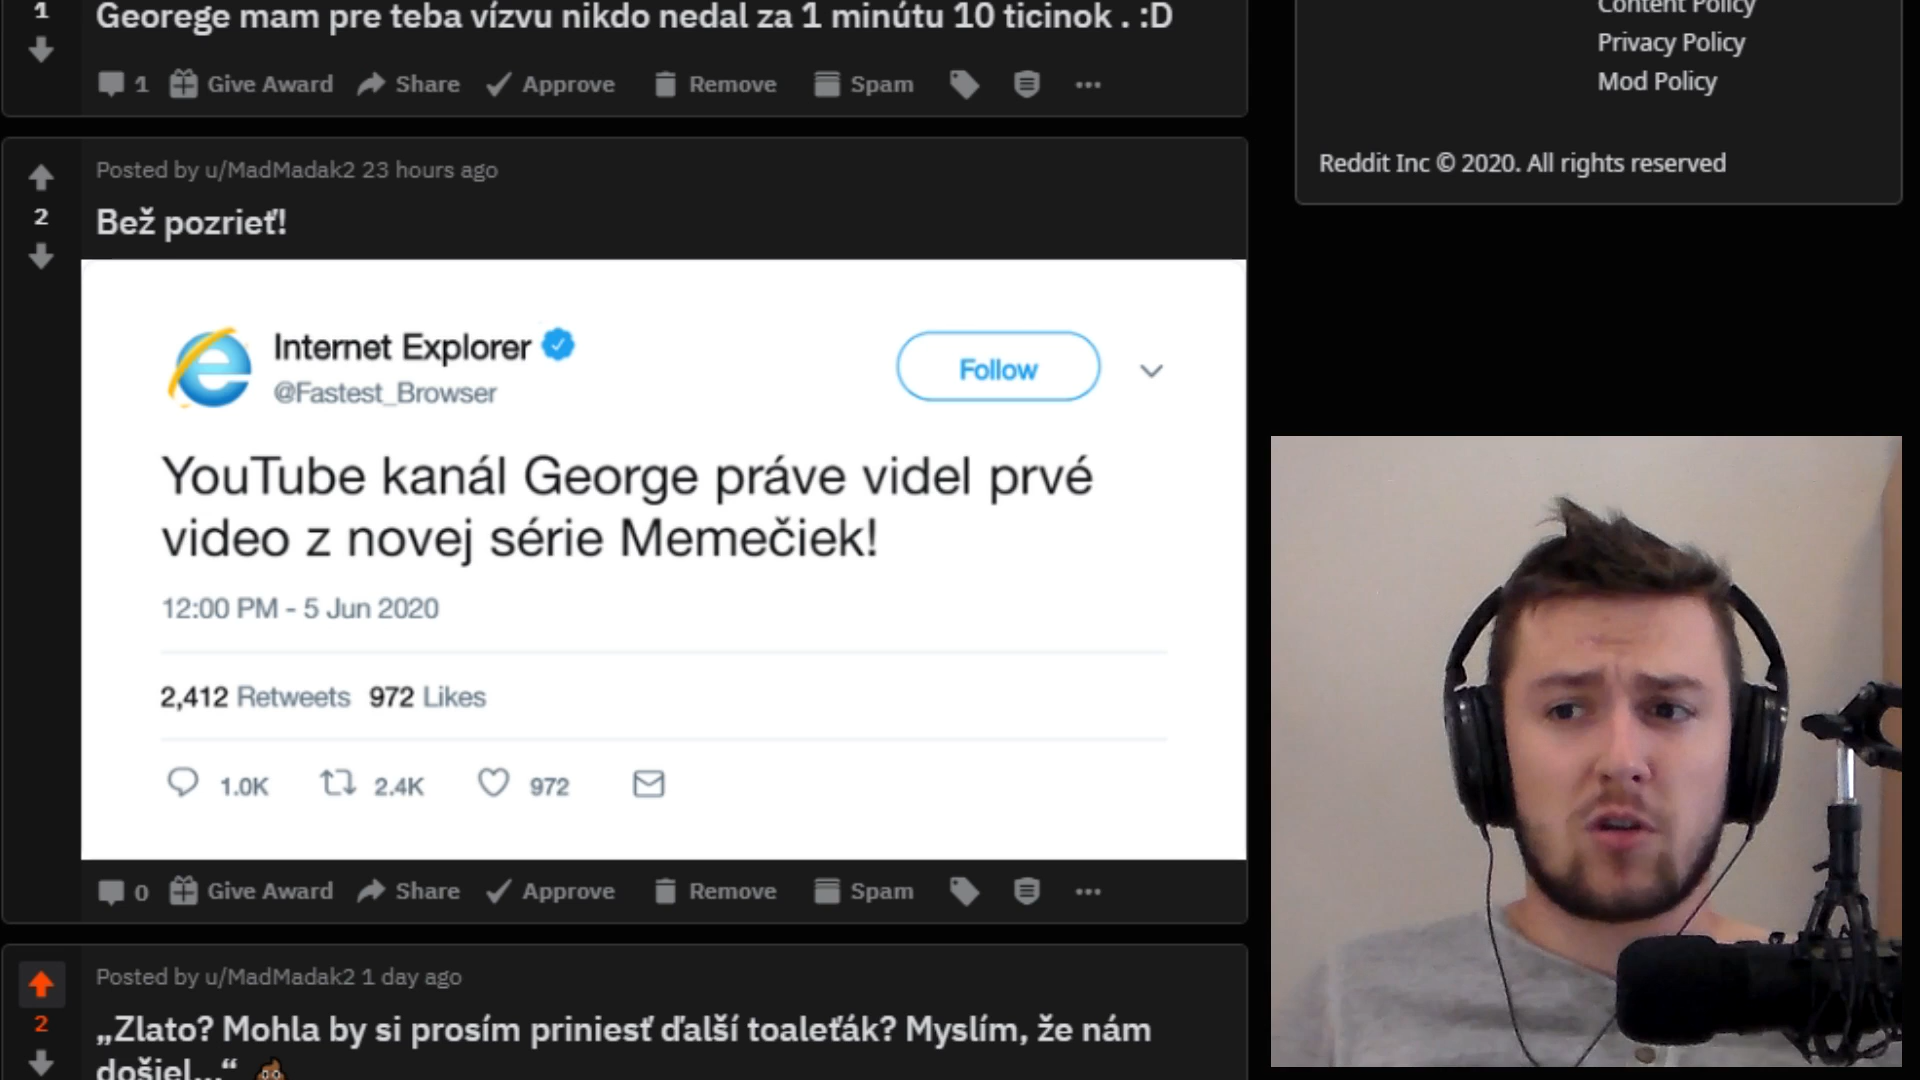 1
Georege mam pre teba vízvu nikdo nedal za 1 minútu 10 ticinok . :D
1 Give Award Share Approve Remove Spam
Content Policy
Privacy Policy
Mod Policy
Reddit Inc © 2020. All rights reserved
Posted by u/MadMadak2 23 hours ago
2
Bež pozrieť!
Internet Explorer
@Fastest_Browser
Follow
YouTube kanál George práve videl prvé
video z novej série Memečiek!
12:00 PM - 5 Jun 2020
2,412 Retweets 972 Likes
1.0K 2.4K 972
0 Give Award Share Approve Remove Spam
Posted by u/MadMadak2 1 day ago
2
„Zlato? Mohla by si prosím priniesť ďalší toaleťák? Myslím, že nám
došiel...“ 💩